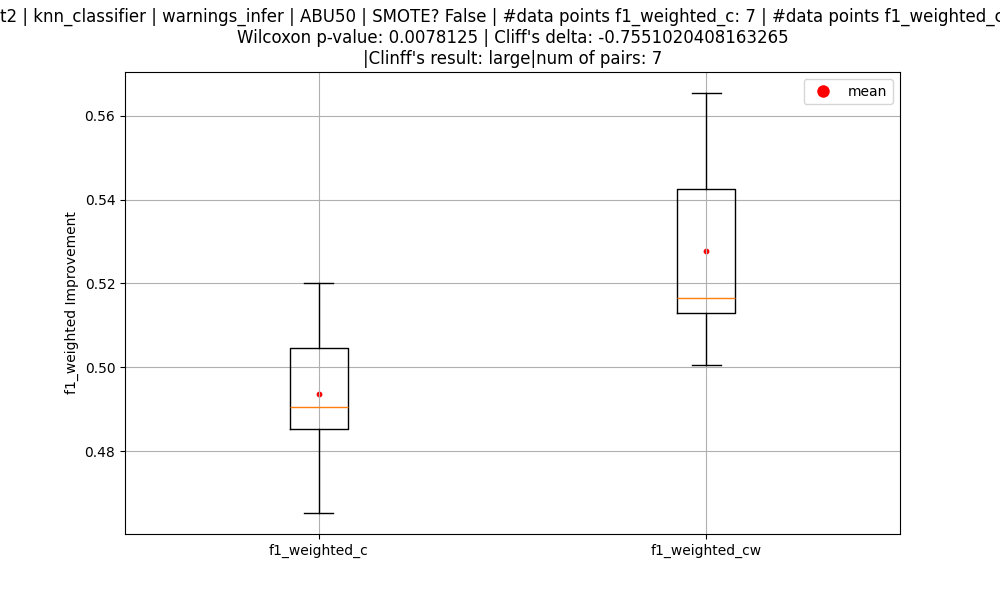 t2 | knn_classifier | warnings_infer | ABU50 | SMOTE? False | #data points f1_weighted_c: 7 | #data points f1_weighted_c
Wilcoxon p-value: 0.0078125 | Cliff's delta: -0.7551020408163265
|Clinff's result: large|num of pairs: 7
mean
0.56
0.54
0.52
0.50
0.48
f1_weighted Improvement
f1_weighted_c
f1_weighted_cw